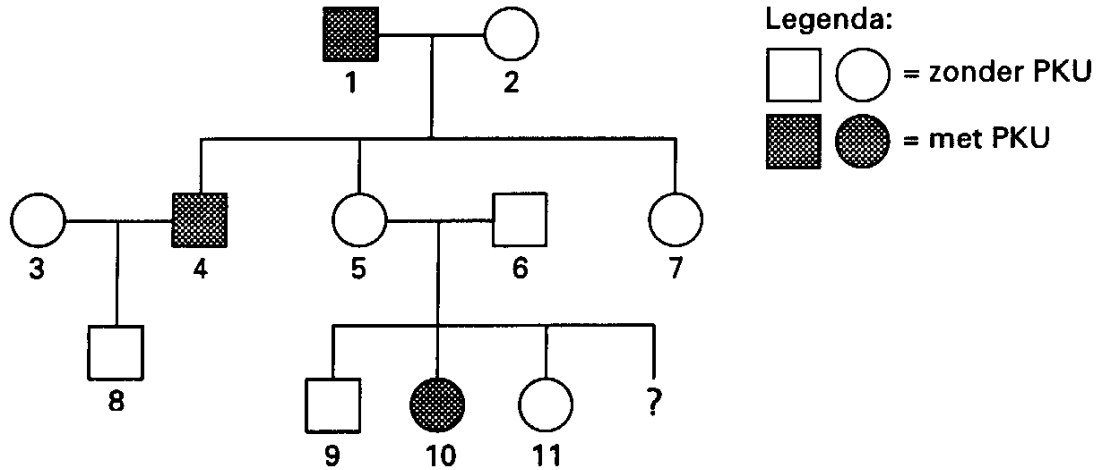 Legenda:
= zonder PKU
= met PKU
1 2
3 4 5 6 7
8
?
9 10 11